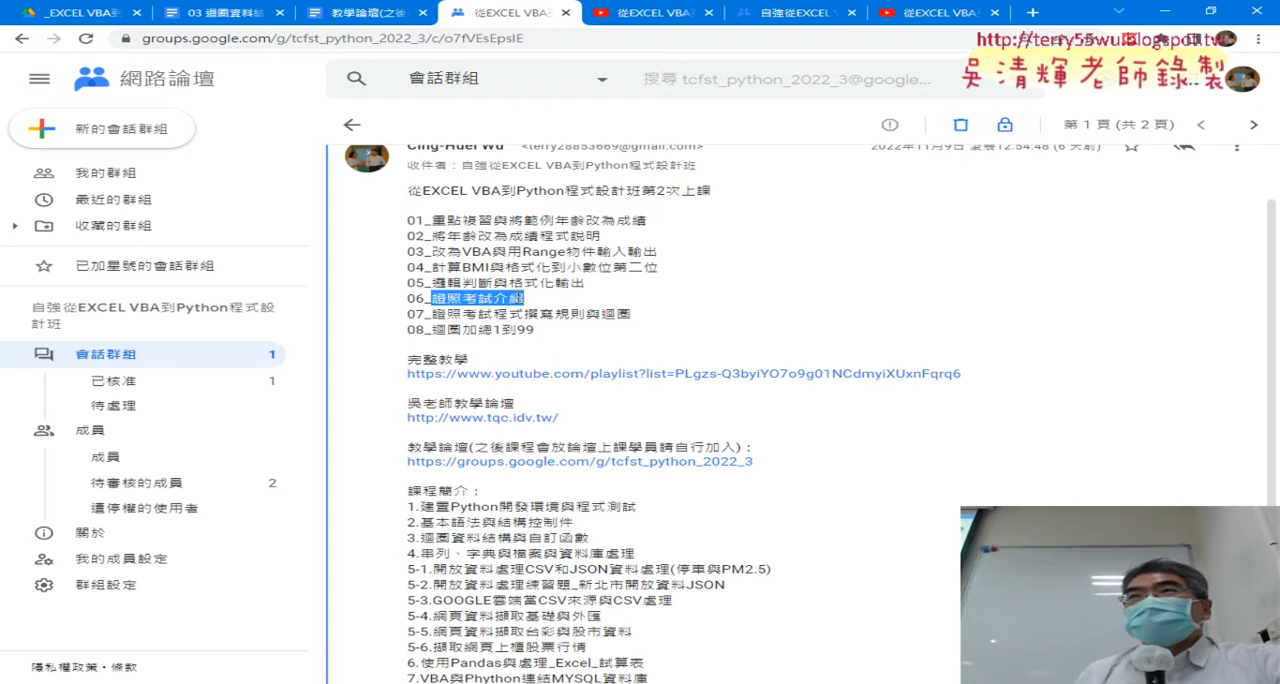 _EXCEL VBA到
03 迴圈資料結
教學論壇(之後
從EXCEL VBA
從EXCEL VBA
自強從EXCEL
從EXCEL VBA
groups.google.com/g/tcfst_python_2022_3/c/o7fVEsEpsIE
http://terry55wu.blogspot.tw
吳清輝老師錄製
網路論壇
會話群組
搜尋 tcfst_python_2022_3@google...
新的會話群組
第 1 頁 (共 2 頁)
我的群組
最近的群組
收藏的群組
已加星號的會話群組
自強從EXCEL VBA到Python程式設
計班
會話群組 1
已核准 1
待處理
成員
成員
待審核的成員 2
遭停權的使用者
關於
我的成員設定
群組設定
隱私權政策・條款
Cing-Huei Wu <terry28853669@gmail.com>
2022年11月9日 凌晨12:54:48 (6 天前)
收件者：自強從EXCEL VBA到Python程式設計班
從EXCEL VBA到Python程式設計班第2次上課
01_重點複習與將範例年齡改為成績
02_將年齡改為成績程式說明
03_改為VBA與用Range物件輸入輸出
04_計算BMI與格式化到小數位第二位
05_邏輯判斷與格式化輸出
06_證照考試介紹
07_證照考試程式撰寫規則與迴圈
08_迴圈加總1到99
完整教學
https://www.youtube.com/playlist?list=PLgzs-Q3byiYO7o9g01NCdmyiXUxnFqrq6
吳老師教學論壇
http://www.tqc.idv.tw/
教學論壇(之後課程會放論壇上課學員請自行加入)：
https://groups.google.com/g/tcfst_python_2022_3
課程簡介：
1.建置Python開發環境與程式測試
2.基本語法與結構控制件
3.迴圈資料結構與自訂函數
4.串列、字典與檔案與資料庫處理
5-1.開放資料處理CSV和JSON資料處理(停車與PM2.5)
5-2.開放資料處理練習題_新北市開放資料JSON
5-3.GOOGLE雲端當CSV來源與CSV處理
5-4.網頁資料擷取基礎與外匯
5-5.網頁資料擷取台彩與股市資料
5-6.擷取網頁上櫃股票行情
6.使用Pandas與處理_Excel_試算表
7.VBA與Phython連結MYSQL資料庫